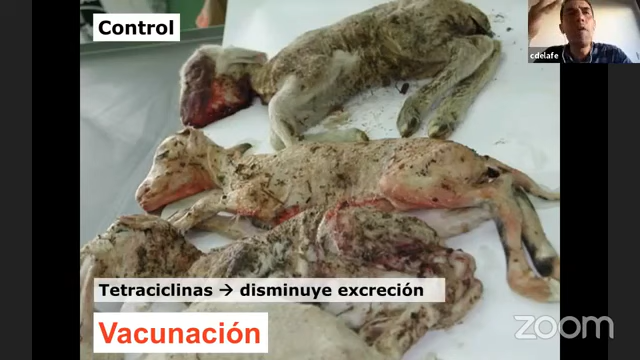 Control
cdelafe
Tetraciclinas → disminuye excreción
Vacunación
zoom